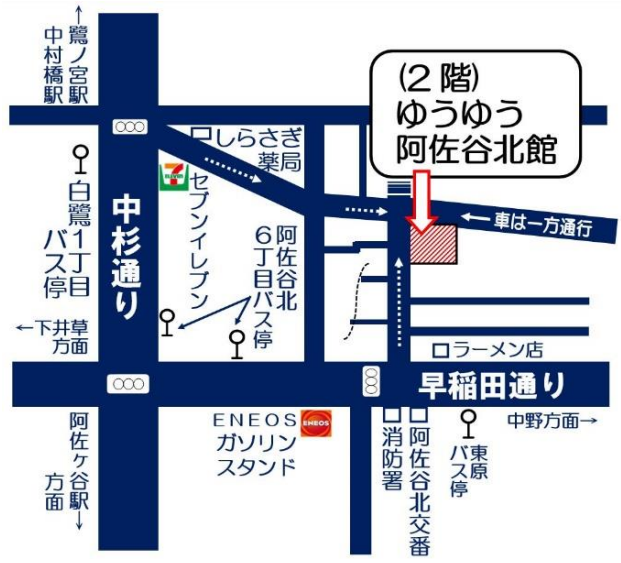 ↑鷺ノ宮駅
中村橋駅
(2階)
ゆうゆう
阿佐谷北館
しらさぎ
薬局
7
ELEVEN
セブンイレブン
白鷺1丁目
バス停
中杉通り
阿佐谷北
6丁目バス停
←車は一方通行
←下井草
方面
ラーメン店
早稲田通り
中野方面→
ENEOS
ENEOS
ガソリン
スタンド
消防署
阿佐谷北交番
東原
バス停
阿佐ヶ谷駅
方面→